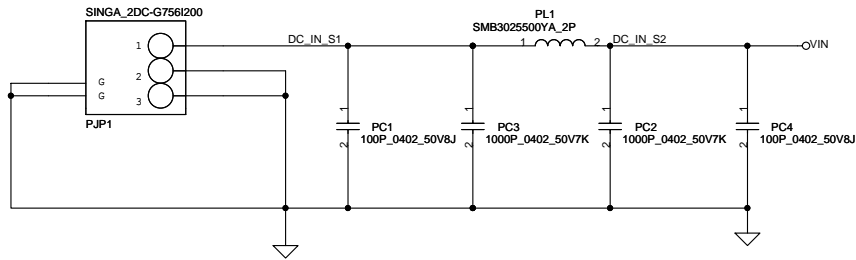 SINGA_2DC-G756I200
1
2
3
G
G
PJP1
DC_IN_S1
PL1
SMB3025500YA_2P
1
2
DC_IN_S2
VIN
1
2
PC1
100P_0402_50V8J
1
2
PC3
1000P_0402_50V7K
1
2
PC2
1000P_0402_50V7K
1
2
PC4
100P_0402_50V8J